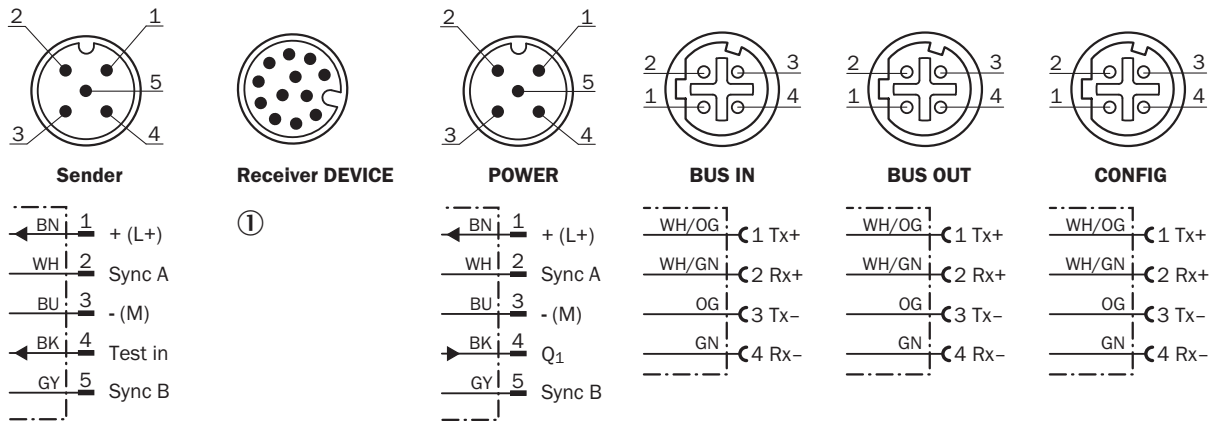 2 1
5
3 4
Sender
BN 1 + (L+)
WH 2 Sync A
BU 3 - (M)
BK 4 Test in
GY 5 Sync B
Receiver DEVICE
①
2 1
5
3 4
POWER
BN 1 + (L+)
WH 2 Sync A
BU 3 - (M)
BK 4 Q1
GY 5 Sync B
2 3
1 4
BUS IN
WH/OG 1 Tx+
WH/GN 2 Rx+
OG 3 Tx–
GN 4 Rx–
2 3
1 4
BUS OUT
WH/OG 1 Tx+
WH/GN 2 Rx+
OG 3 Tx–
GN 4 Rx–
2 3
1 4
CONFIG
WH/OG 1 Tx+
WH/GN 2 Rx+
OG 3 Tx–
GN 4 Rx–